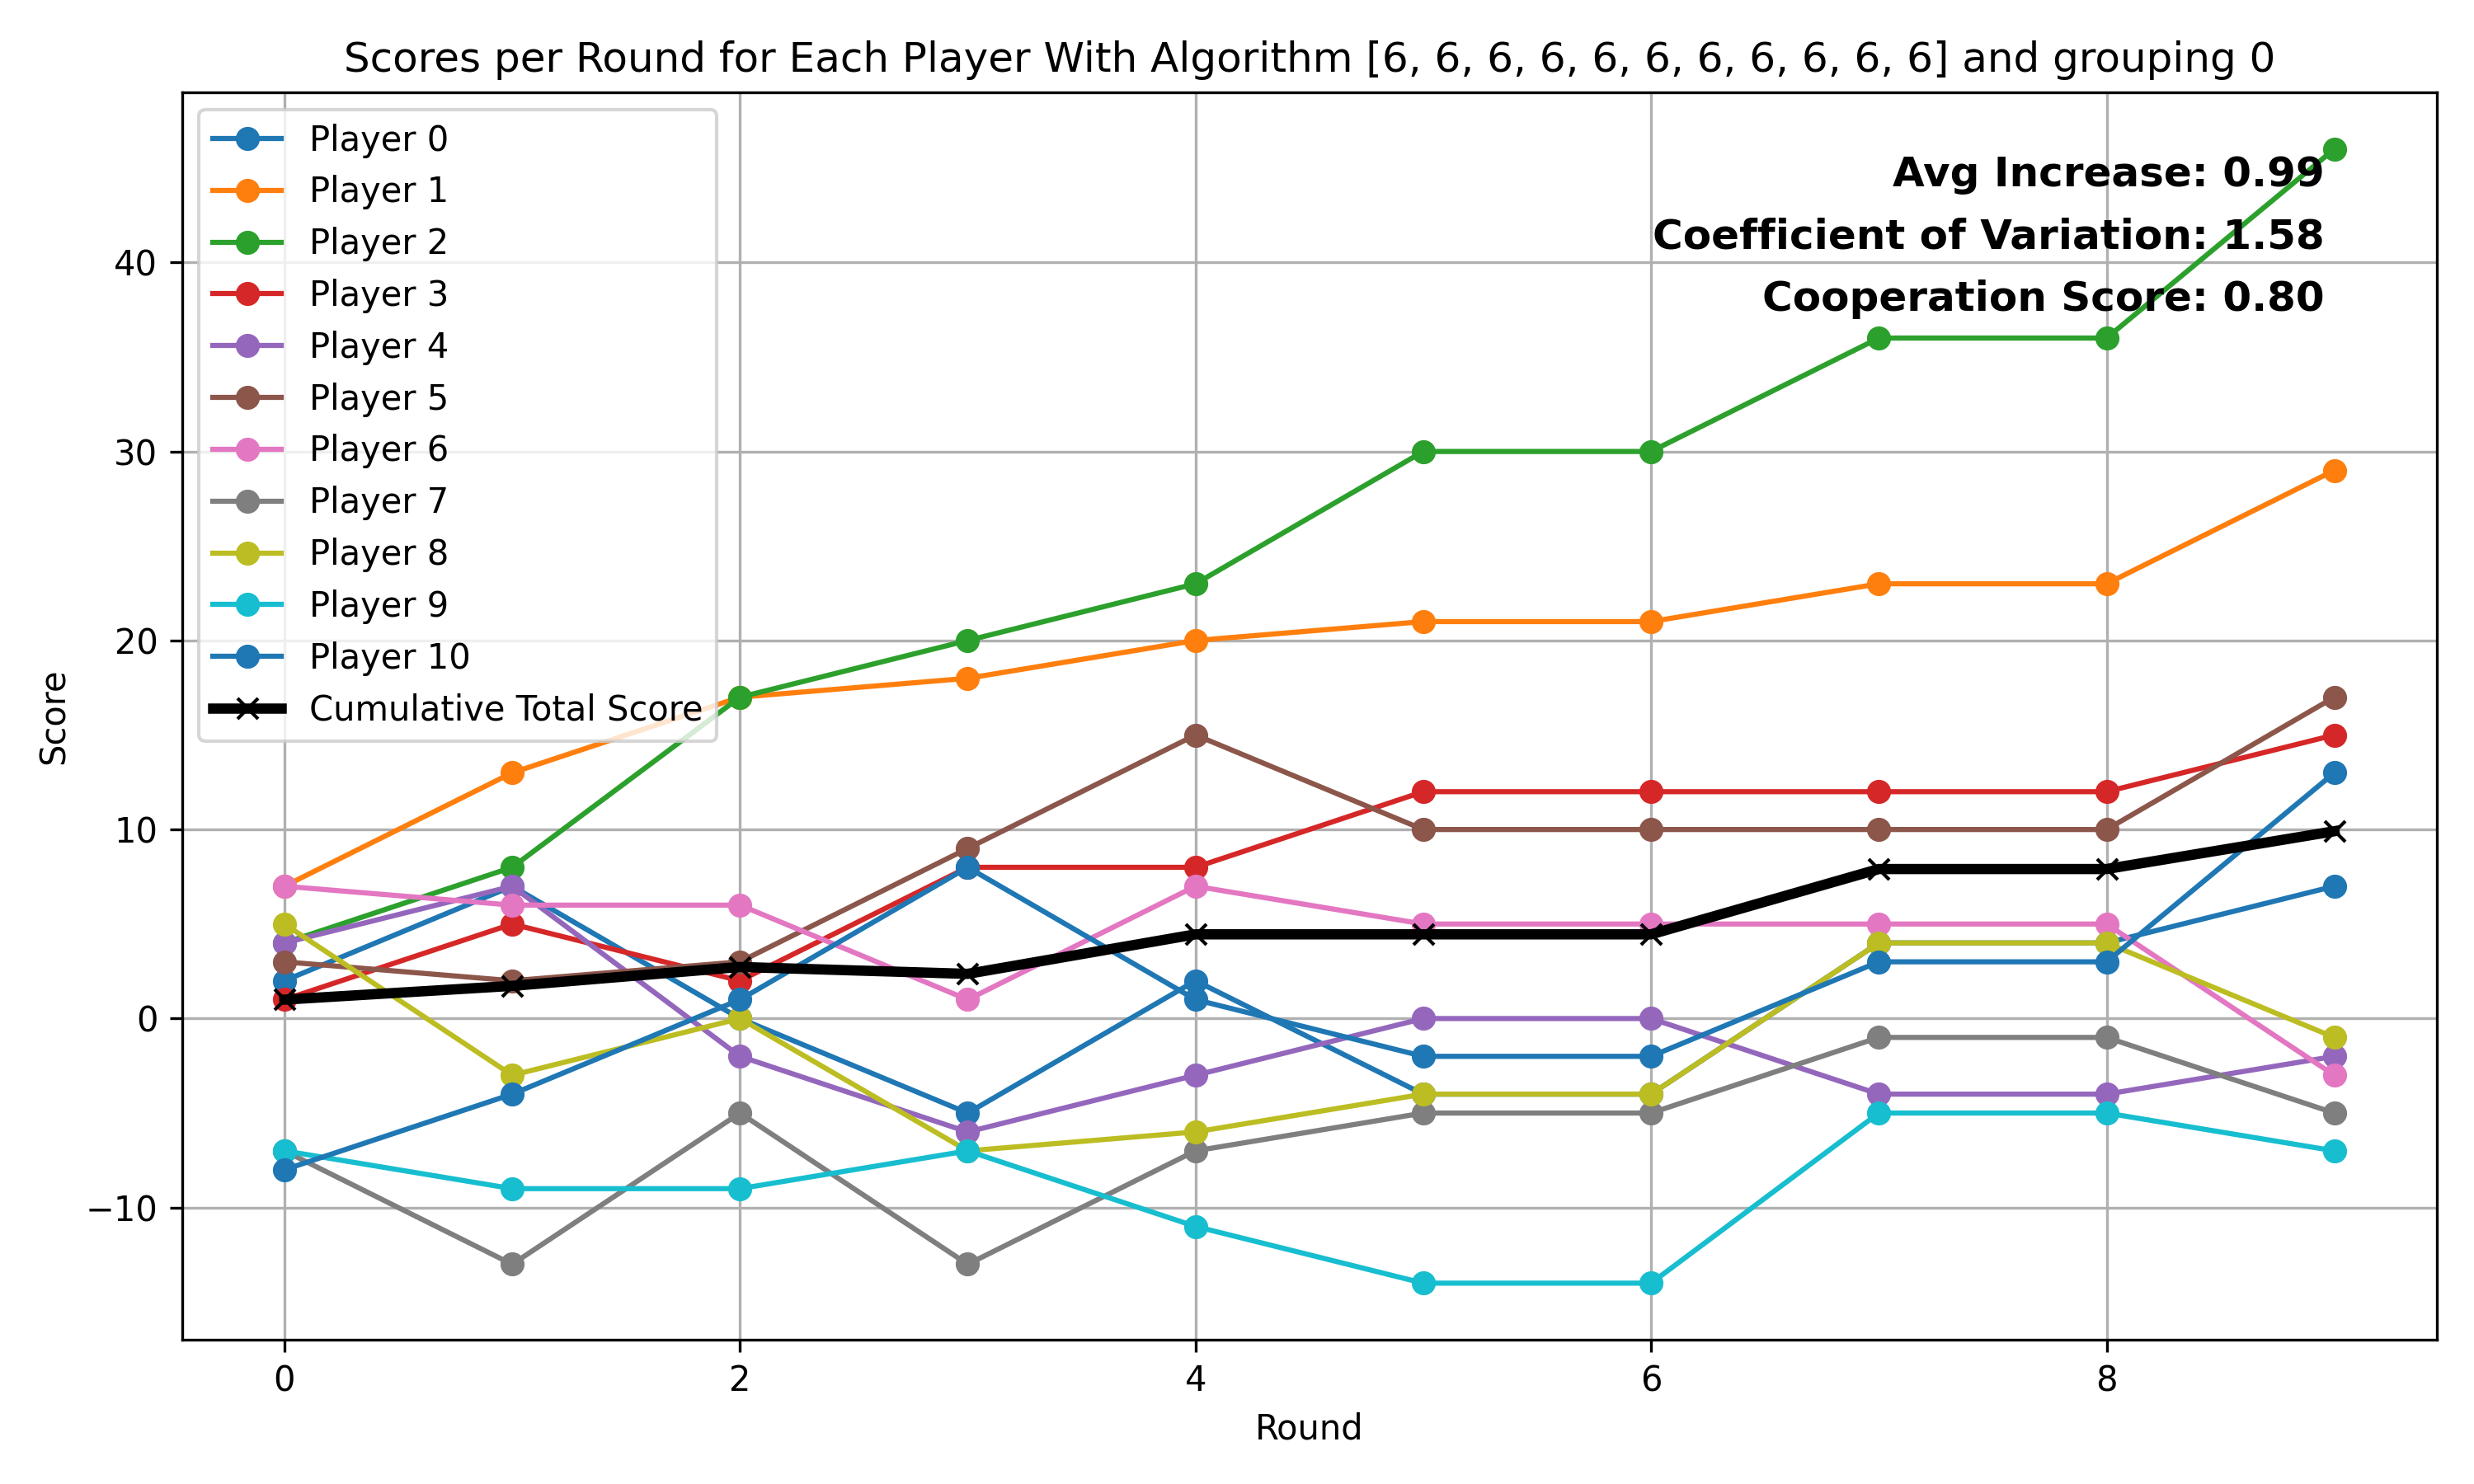 Scores per Round for Each Player With Algorithm [6, 6, 6, 6, 6, 6, 6, 6, 6, 6, 6] and grouping 0
Player 0
Player 1
Player 2
Player 3
Player 4
Player 5
Player 6
Player 7
Player 8
Player 9
Player 10
Cumulative Total Score
Avg Increase: 0.99
Coefficient of Variation: 1.58
Cooperation Score: 0.80
Score
40
30
20
10
0
−10
0 2 4 6 8
Round